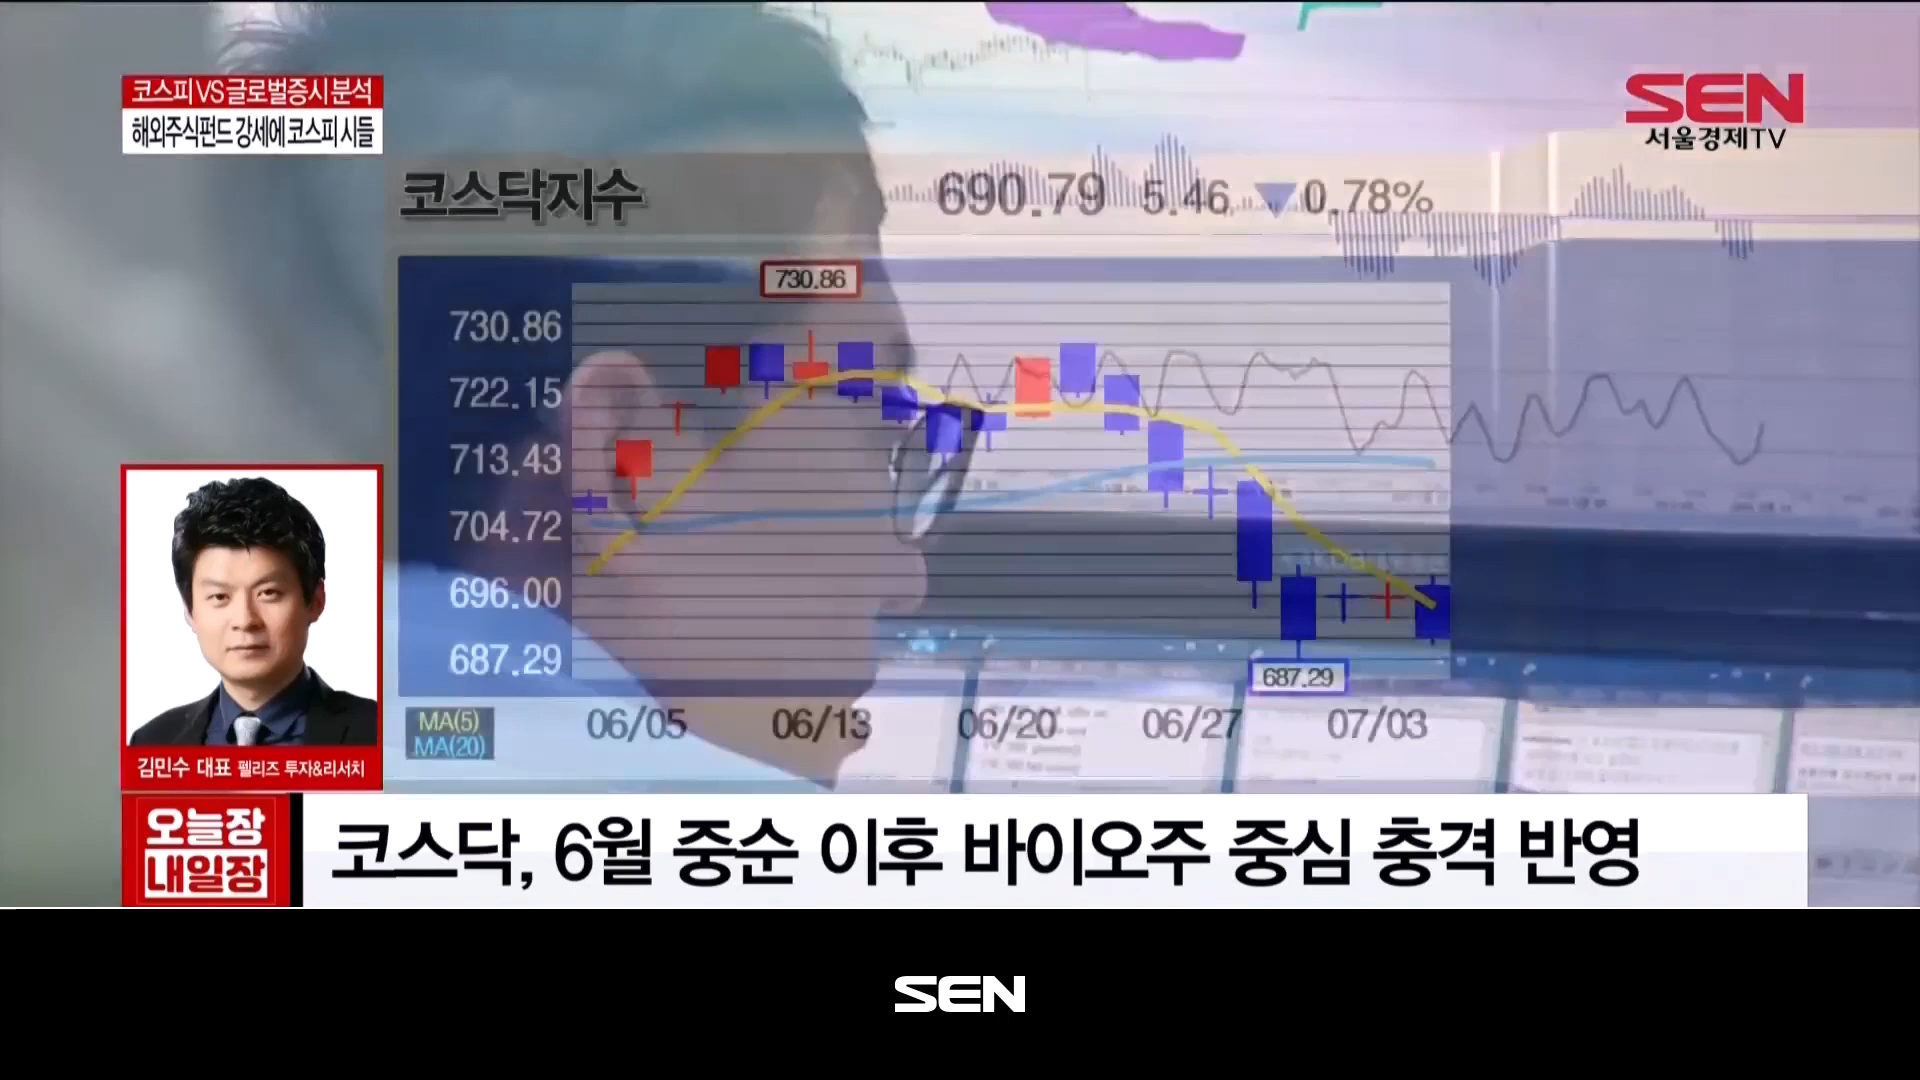 코스피 VS 글로벌증시 분석
해외주식펀드 강세에 코스피 시들
SEN
서울경제TV
코스닥지수
690.79 5.46 ▼ 0.78%
730.86
730.86
722.15
713.43
704.72
696.00
687.29
687.29
MA(5)
MA(20)
06/05 06/13 06/20 06/27 07/03
김민수 대표 펠리즈 투자&리서치
오늘장
내일장
코스닥, 6월 중순 이후 바이오주 중심 충격 반영
SEN